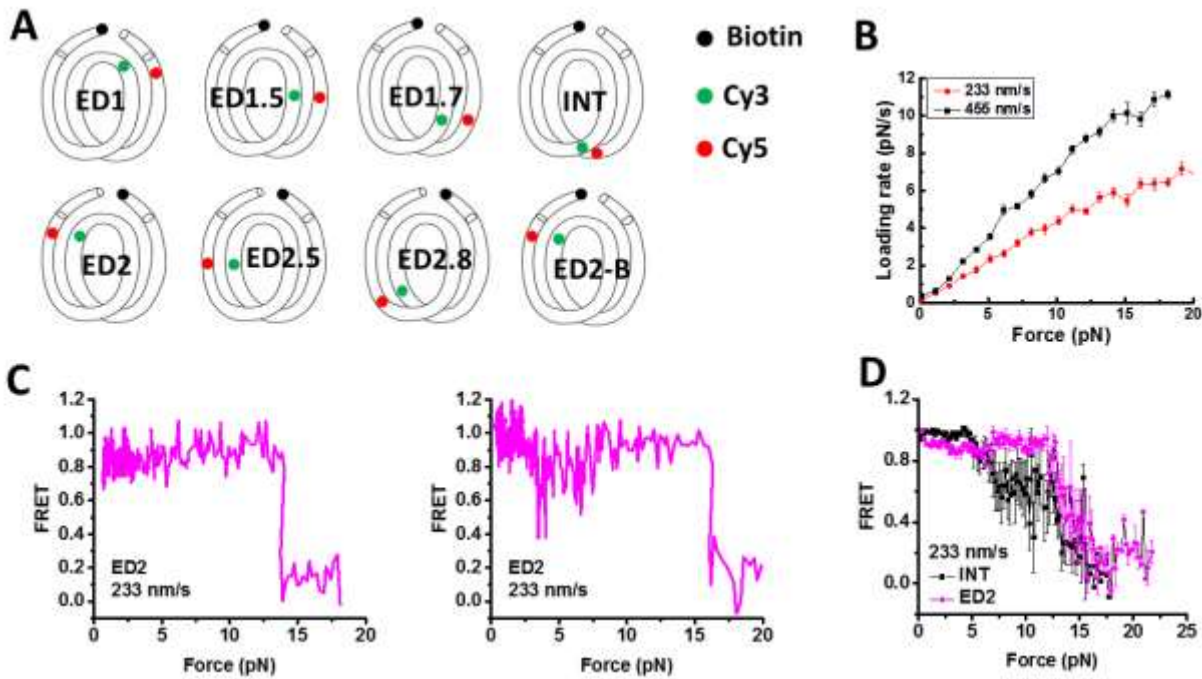 A
ED1
ED1.5
ED1.7
INT
ED2
ED2.5
ED2.8
ED2-B
Biotin
Cy3
Cy5
B
12
10
8
6
4
2
0
Loading rate (pN/s)
233 nm/s
455 nm/s
0 5 10 15 20
Force (pN)
C
1.2
1.0
0.8
0.6
0.4
0.2
0.0
FRET
ED2
233 nm/s
0 5 10 15 20
Force (pN)
1.2
1.0
0.8
0.6
0.4
0.2
0.0
FRET
ED2
233 nm/s
0 5 10 15 20
Force (pN)
D
1.2
0.8
0.4
0.0
FRET
233 nm/s
INT
ED2
0 5 10 15 20 25
Force (pN)